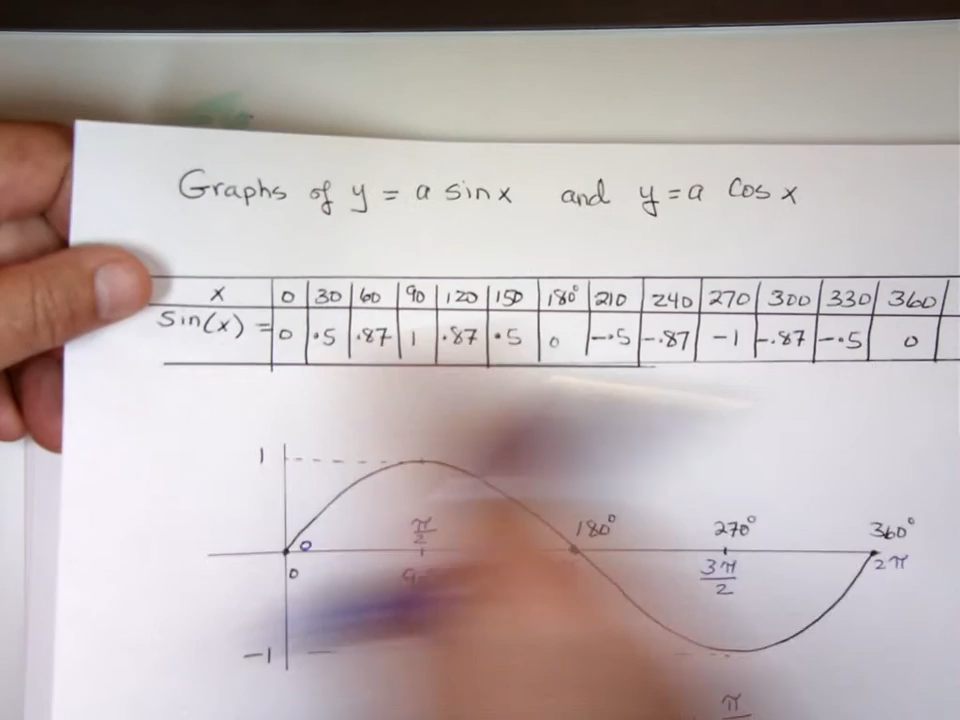 Graphs of y = a sin x and y = a cos x
x 0 30 60 90 120 150 180° 210 240 270 300 330 360
Sin(x) = 0 .5 .87 1 .87 .5 0 -.5 -.87 -1 -.87 -.5 0
1
π/2 180° 270° 360°
0
0 3π/2 2π
-1
π